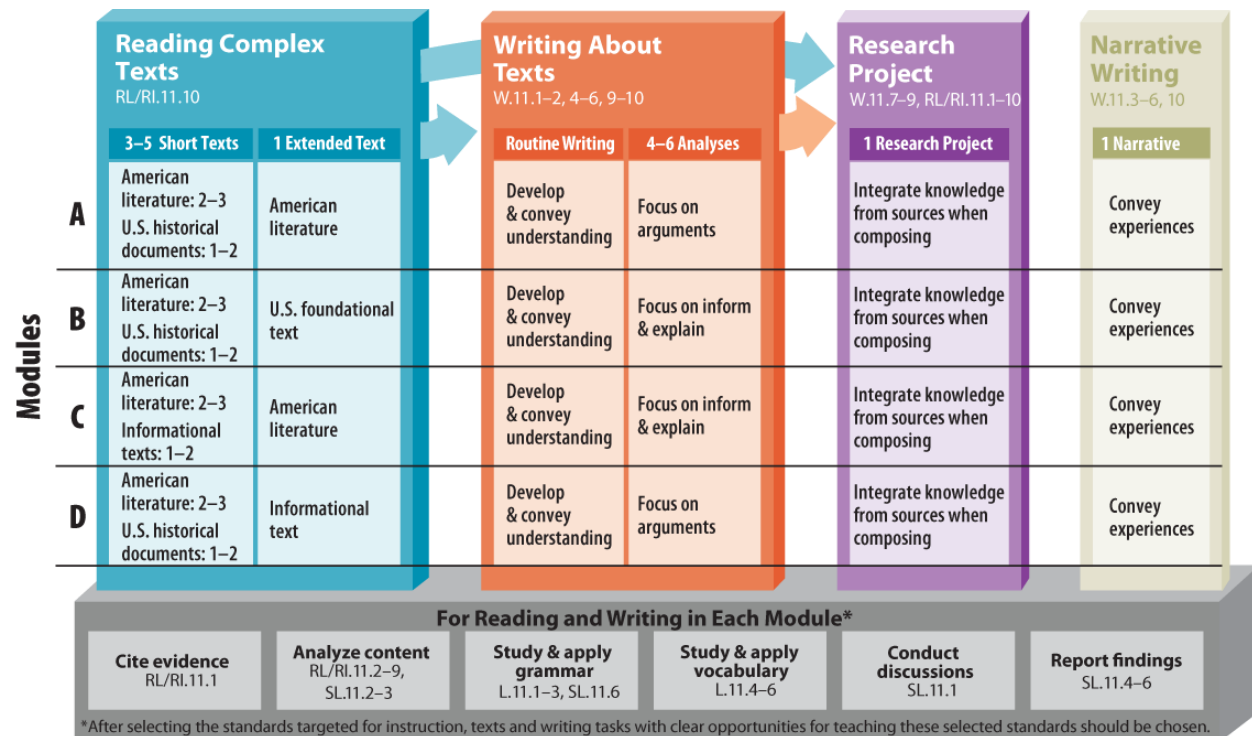 Reading Complex
Texts
RL/RI.11.10
Writing About
Texts
W.11.1–2, 4–6, 9–10
Research
Project
W.11.7–9, RL/RI.11.1–10
Narrative
Writing
W.11.3–6, 10
3–5 Short Texts
1 Extended Text
Routine Writing
4–6 Analyses
1 Research Project
1 Narrative
Modules
A
American
literature: 2–3
U.S. historical
documents: 1–2
American
literature
Develop
& convey
understanding
Focus on
arguments
Integrate knowledge
from sources when
composing
Convey
experiences
B
American
literature: 2–3
U.S. historical
documents: 1–2
U.S. foundational
text
Develop
& convey
understanding
Focus on inform
& explain
Integrate knowledge
from sources when
composing
Convey
experiences
C
American
literature: 2–3
Informational
texts: 1–2
American
literature
Develop
& convey
understanding
Focus on inform
& explain
Integrate knowledge
from sources when
composing
Convey
experiences
D
American
literature: 2–3
U.S. historical
documents: 1–2
Informational
text
Develop
& convey
understanding
Focus on
arguments
Integrate knowledge
from sources when
composing
Convey
experiences
For Reading and Writing in Each Module*
Cite evidence
RL/RI.11.1
Analyze content
RL/RI.11.2–9,
SL.11.2–3
Study & apply
grammar
L.11.1–3, SL.11.6
Study & apply
vocabulary
L.11.4–6
Conduct
discussions
SL.11.1
Report findings
SL.11.4–6
*After selecting the standards targeted for instruction, texts and writing tasks with clear opportunities for teaching these selected standards should be chosen.